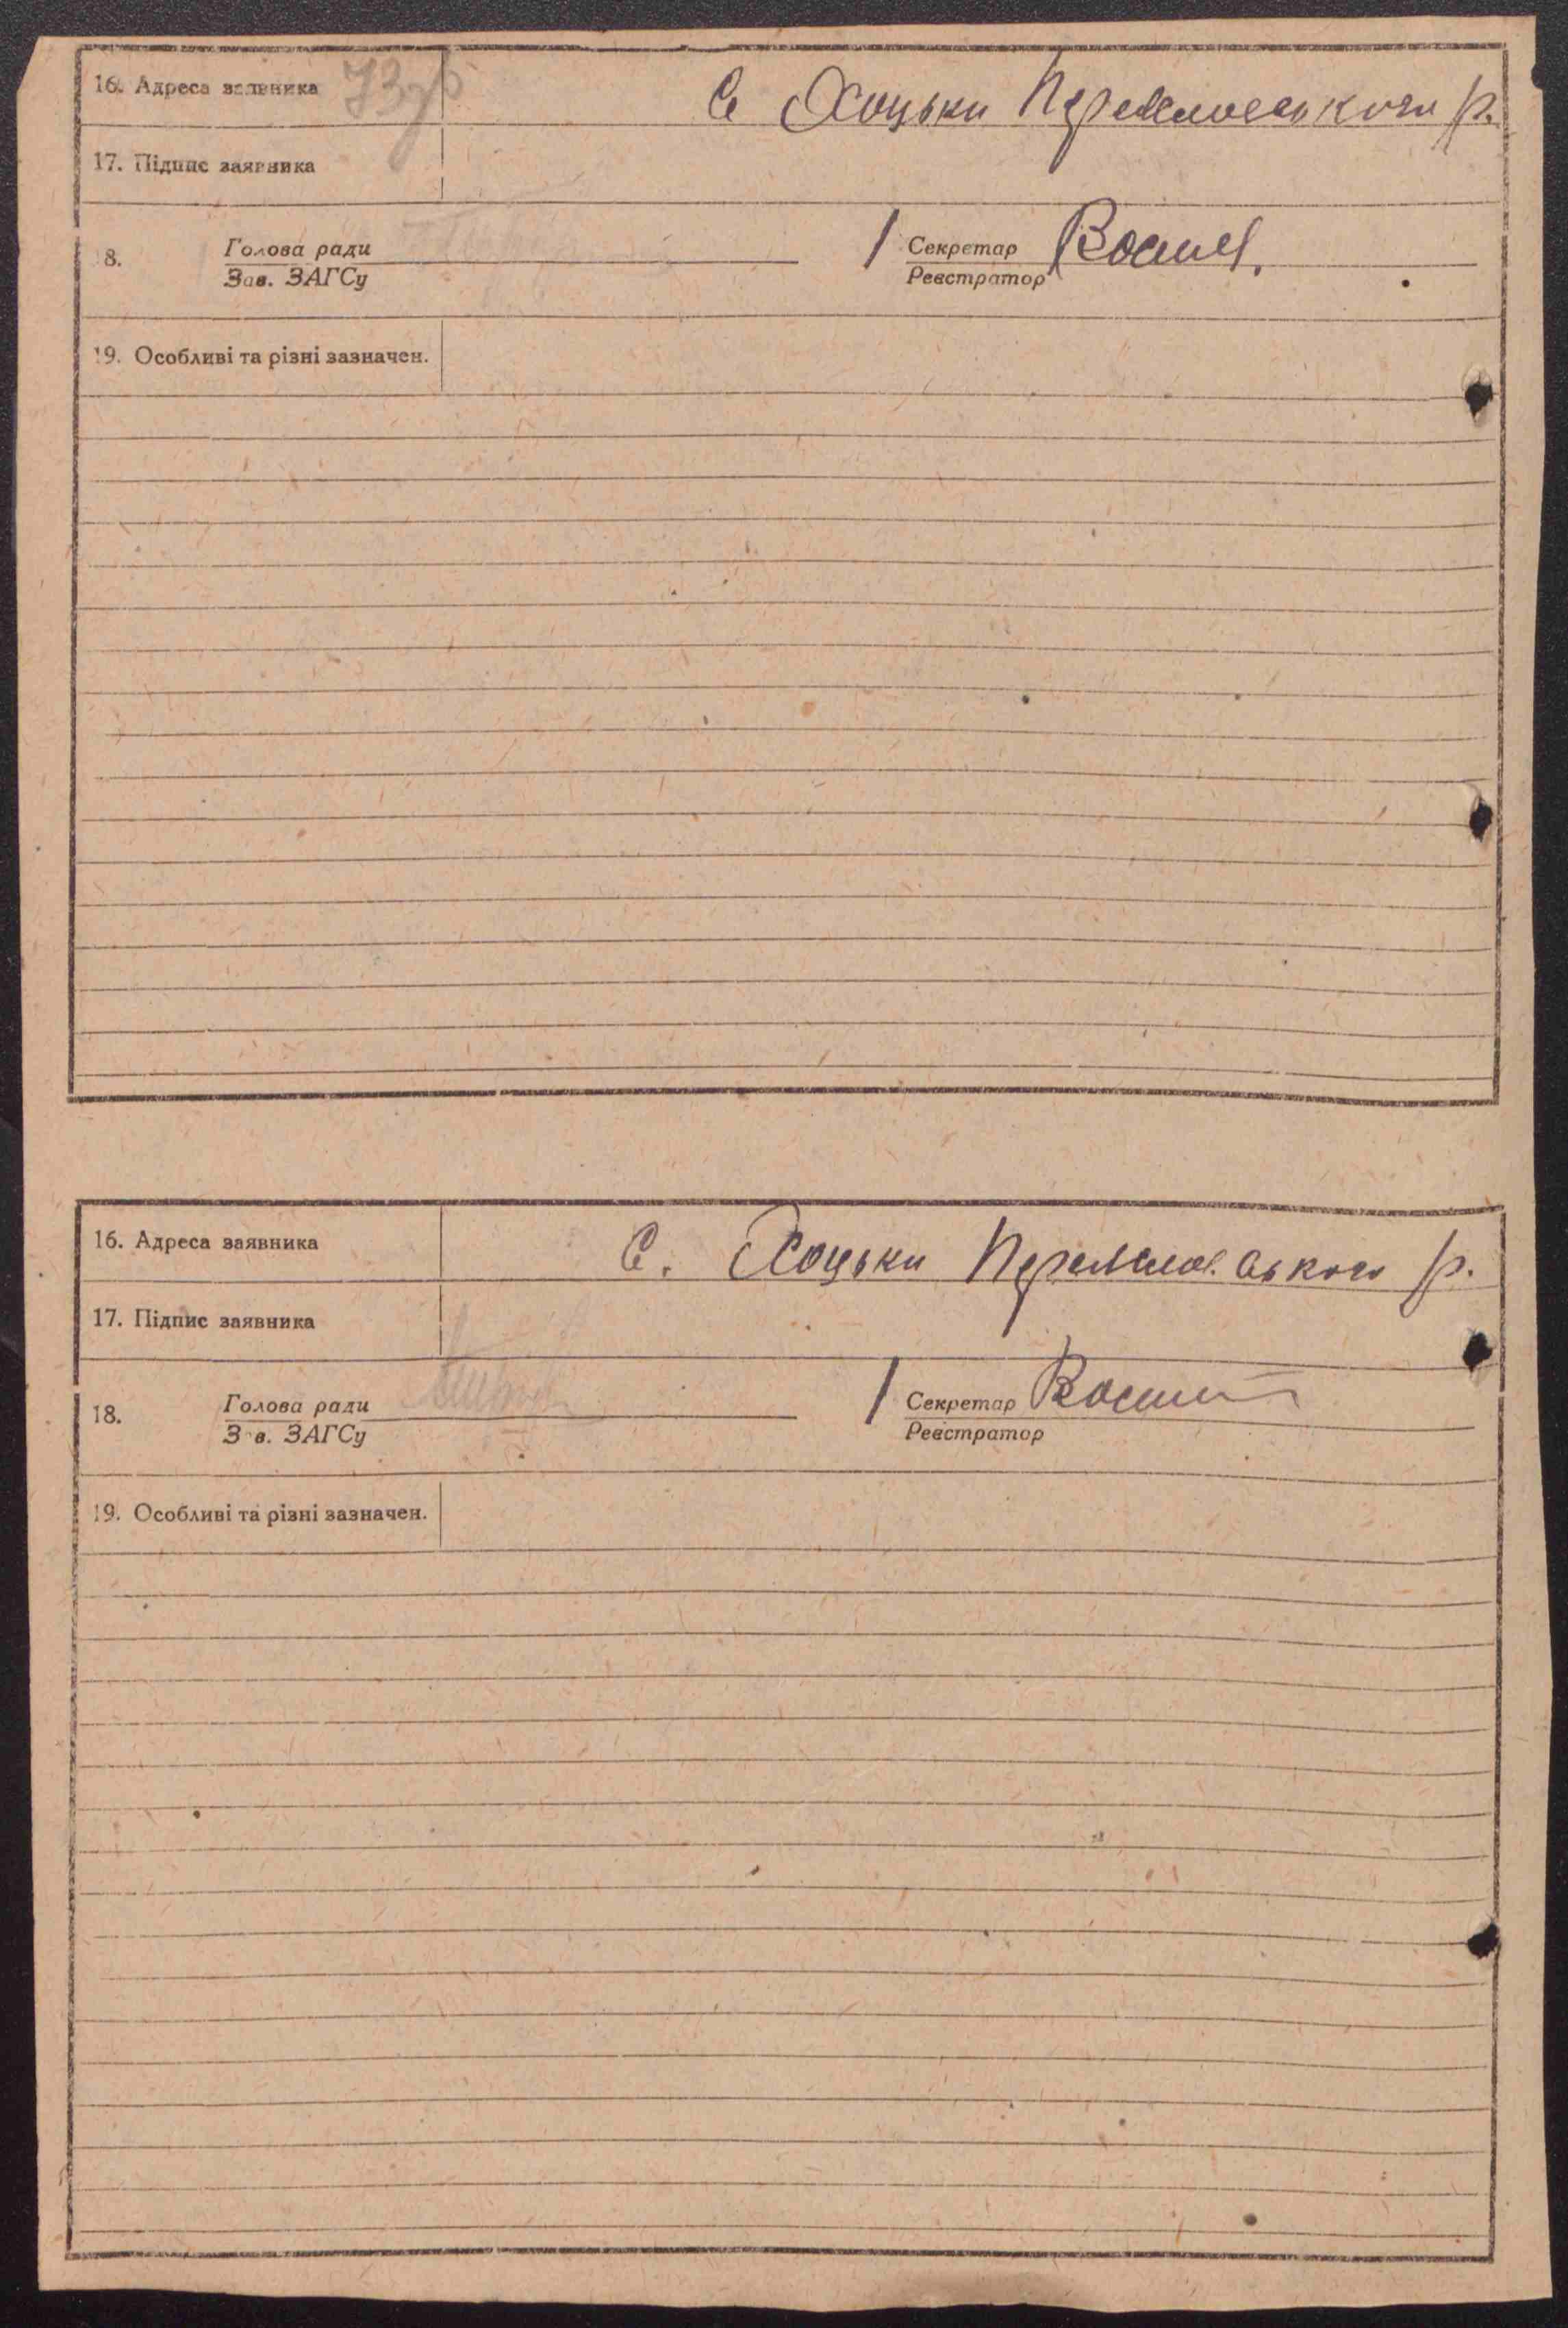 16. Адреса заявника С Хоцьки Переяславського р.
17. Підпис заявника
18. Голова ради Секретар
Зав. ЗАГСу Реєстратор
19. Особливі та різні зазначен.
16. Адреса заявника С. Хоцьки Переяславського р.
17. Підпис заявника
18. Голова ради Секретар
Зав. ЗАГСу Реєстратор
19. Особливі та різні зазначен.